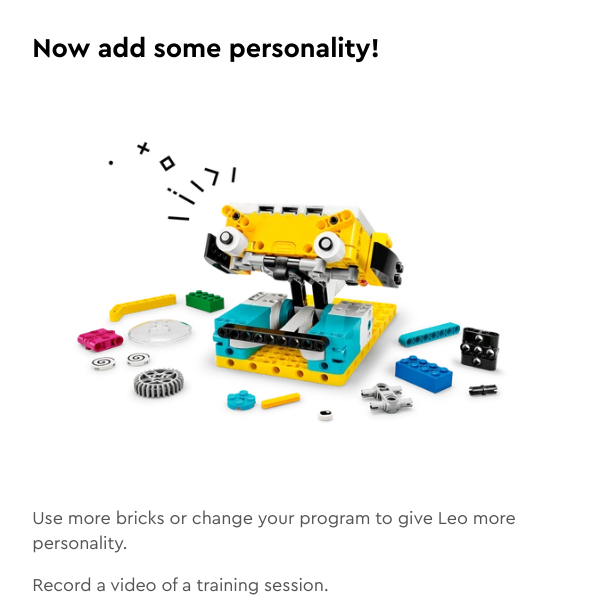 Now add some personality!
Use more bricks or change your program to give Leo more
personality.
Record a video of a training session.